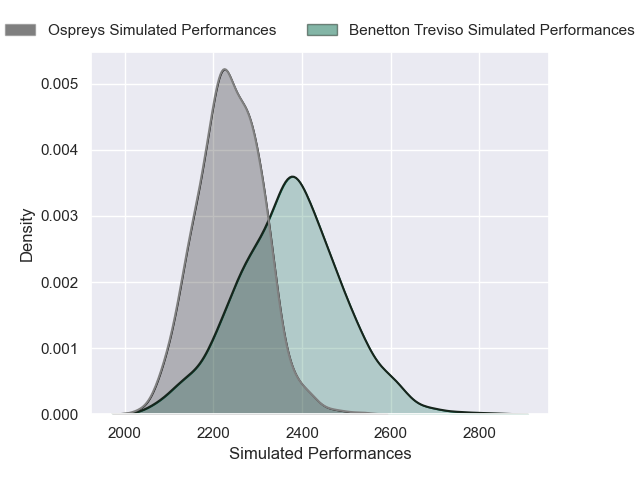 Ospreys Simulated Performances
Benetton Treviso Simulated Performances
0.005
0.004
0.003
0.002
0.001
0.000
Density
2000 2200 2400 2600 2800
Simulated Performances